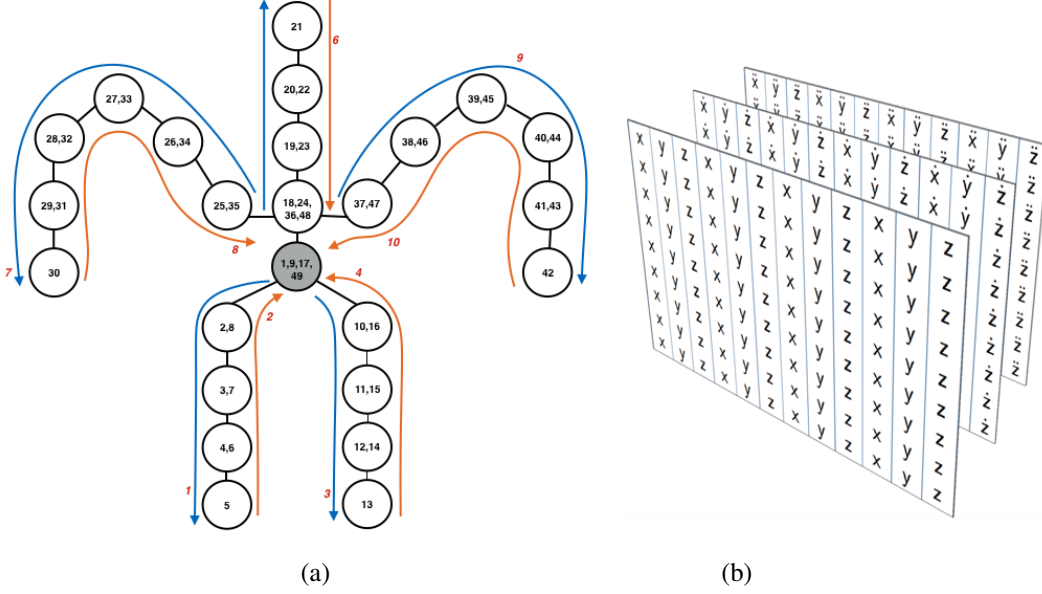 21
6
20,22
9
27,33
39,45
28,32
26,34
19,23
38,46
40,44
29,31
25,35
18,24,
36,48
37,47
41,43
7
30
8
10
42
1,9,17,
49
4
2
2,8
10,16
3,7
11,15
4,6
12,14
1
5
3
13
(a)
ẍ ÿ z̈ ẍ ÿ z̈ ẍ ÿ z̈ ẍ ÿ z̈
ẋ ẏ ż ẋ ẏ ż ẋ ẏ ż ẋ ẏ ż
x y z x y z x y z x y z
x y z x y z x y z x y z
x y z x y z x y z x y z
x y z x y z x y z x y z
x y z x y z x y z x y z
x y z x y z x y z x y z
x y z x y z x y z x y z
x y z x y z x y z x y z
x y z x y z x y z x y z
(b)